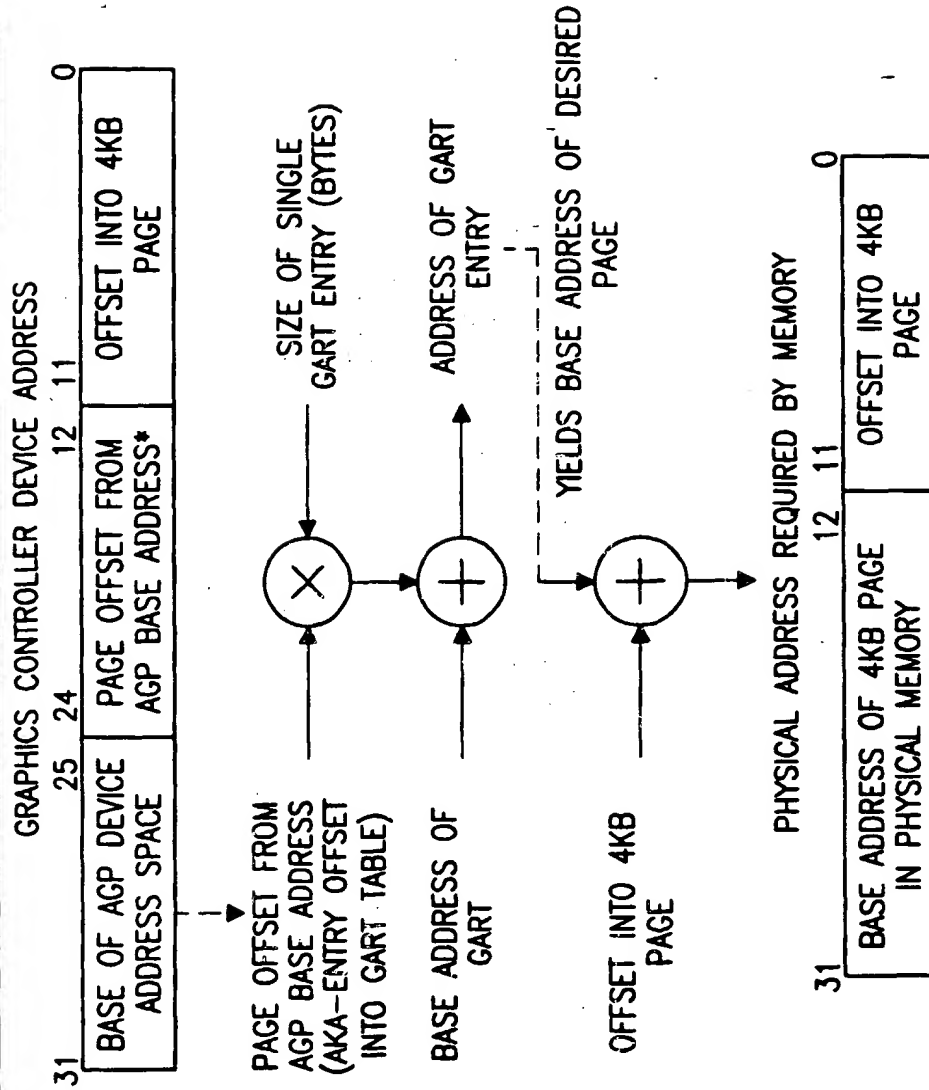 GRAPHICS CONTROLLER DEVICE ADDRESS
31 25 24 12 11 0
BASE OF AGP DEVICE
ADDRESS SPACE
PAGE OFFSET FROM
AGP BASE ADDRESS*
OFFSET INTO 4KB
PAGE
PAGE OFFSET FROM
AGP BASE ADDRESS
(AKA-ENTRY OFFSET
INTO GART TABLE)
×
SIZE OF SINGLE
GART ENTRY (BYTES)
BASE ADDRESS OF
GART
+
ADDRESS OF GART
ENTRY
YIELDS BASE ADDRESS OF DESIRED
PAGE
OFFSET INTO 4KB
PAGE
+
PHYSICAL ADDRESS REQUIRED BY MEMORY
31 12 11 0
BASE ADDRESS OF 4KB PAGE
IN PHYSICAL MEMORY
OFFSET INTO 4KB
PAGE